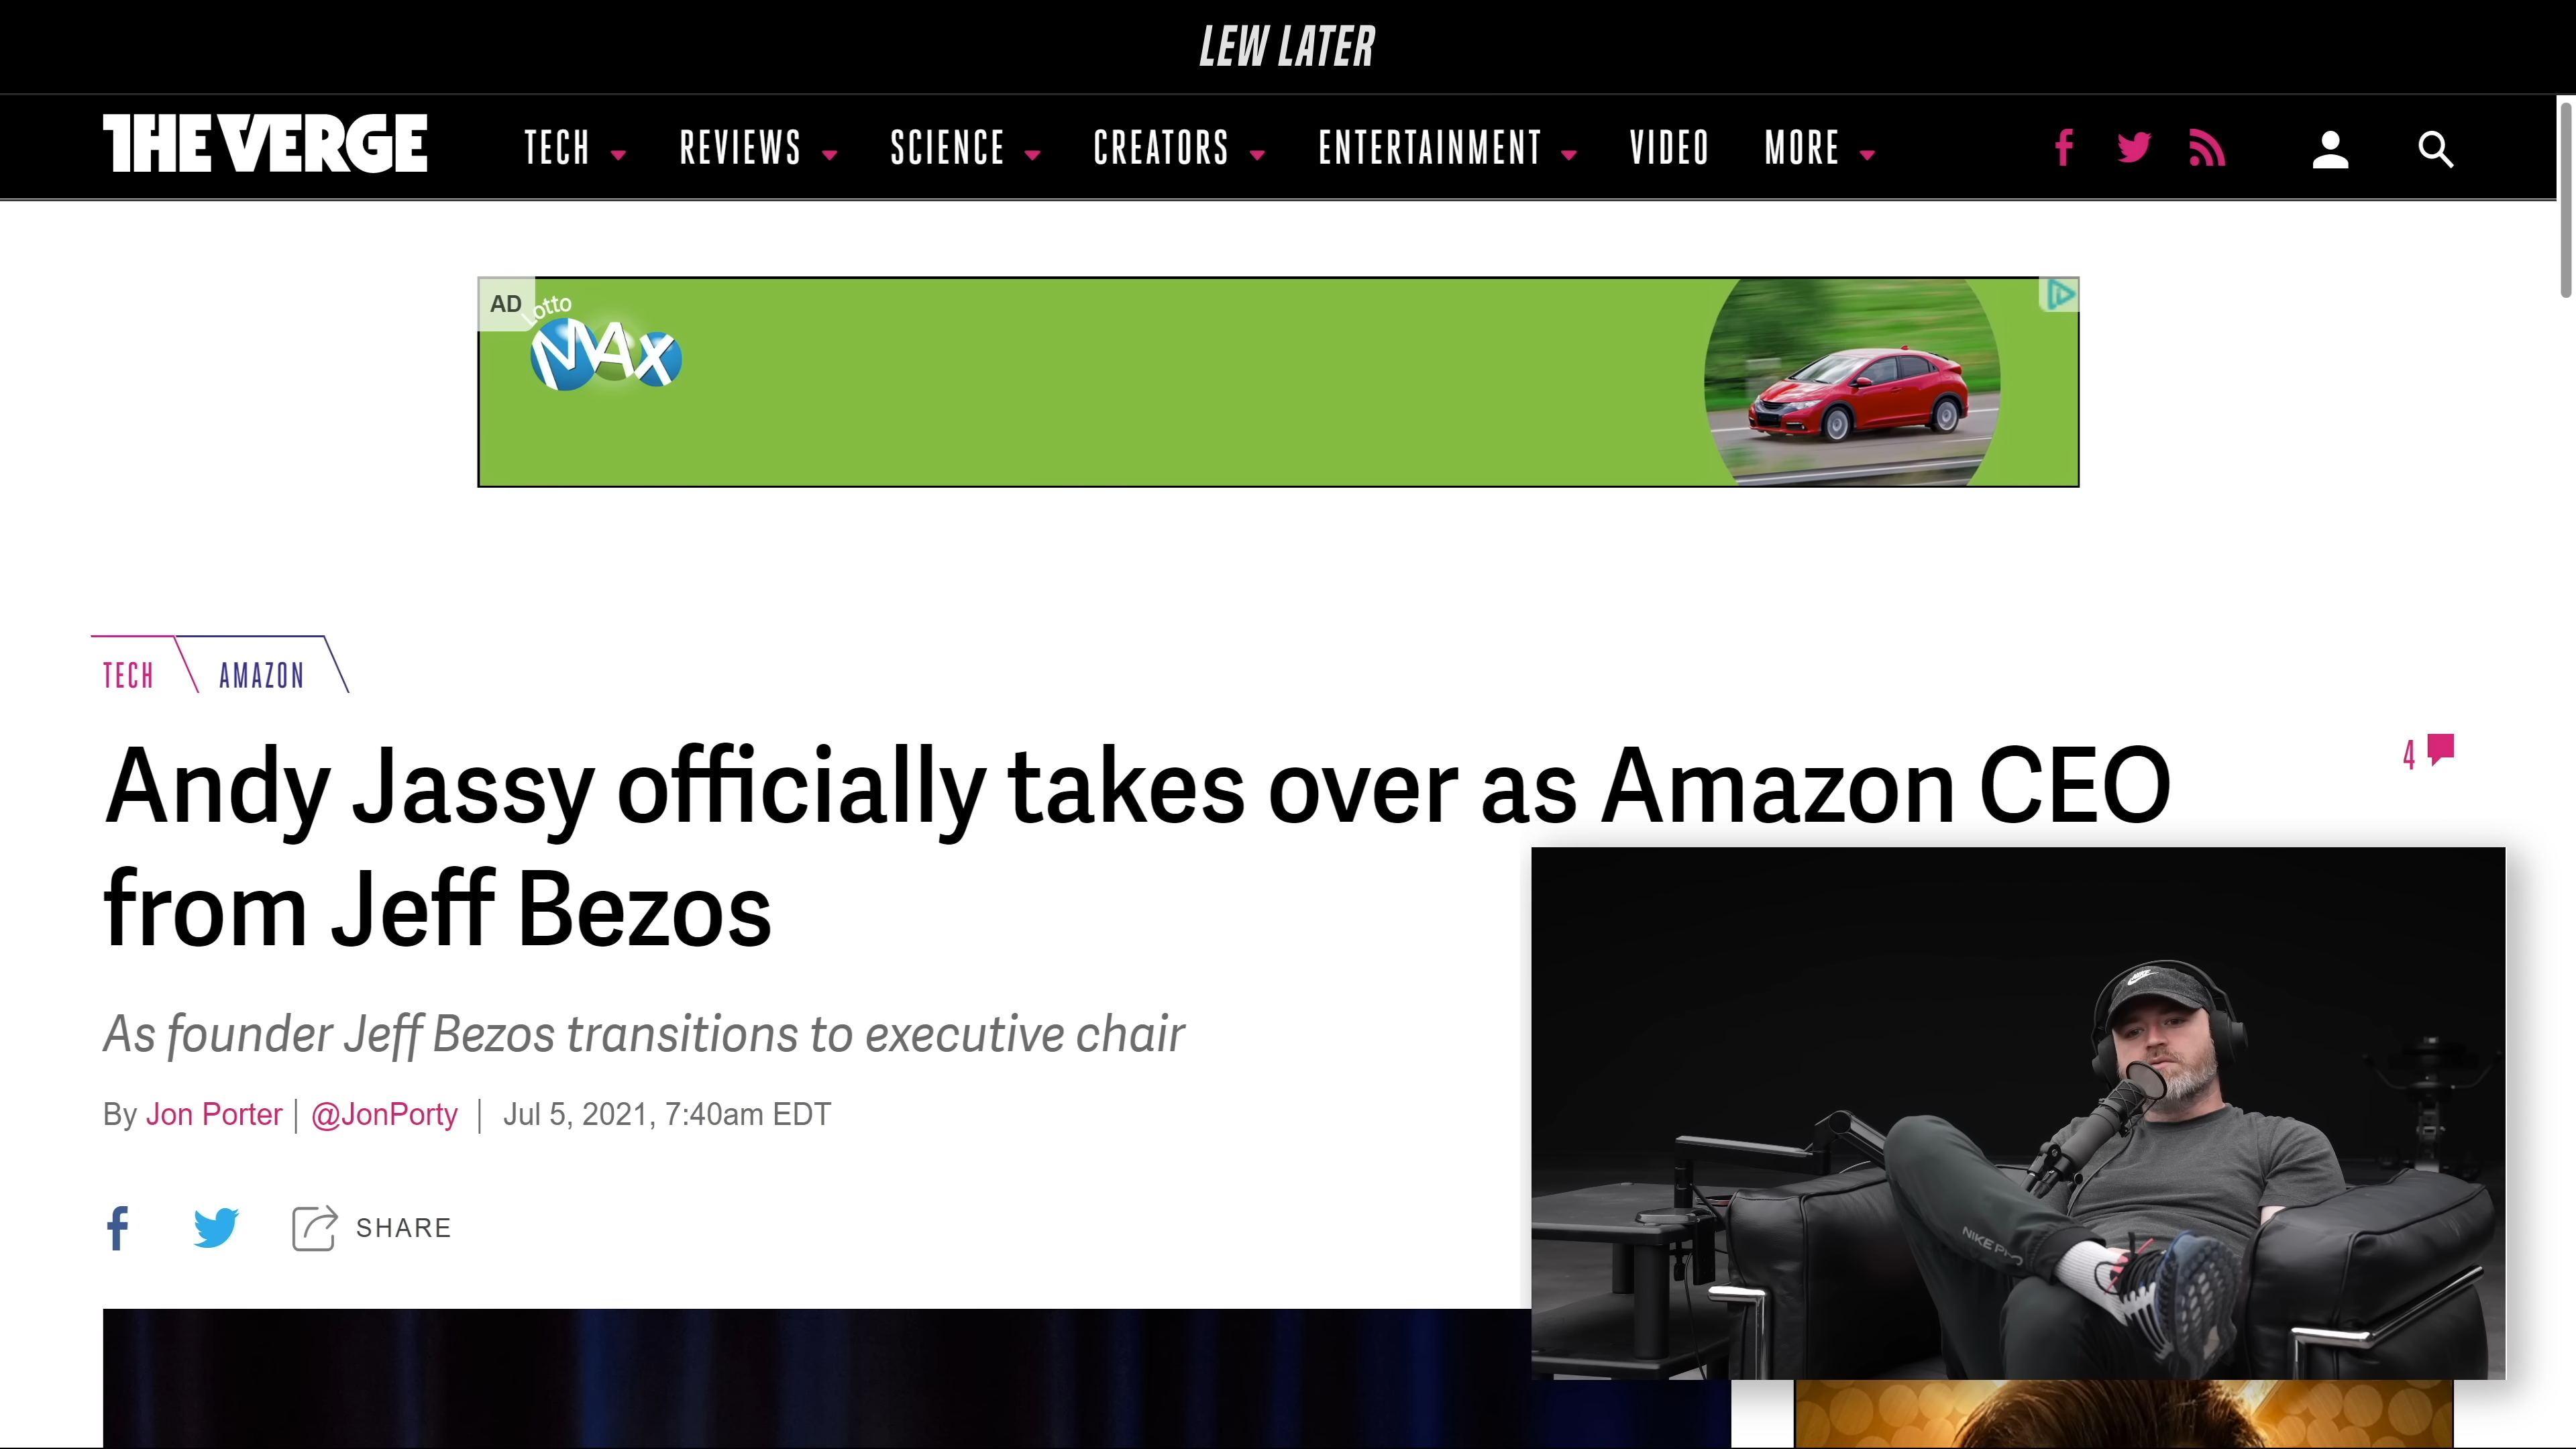 LEW LATER
THE VERGE
TECH REVIEWS SCIENCE CREATORS ENTERTAINMENT VIDEO MORE
AD
Lotto
MAX
TECH AMAZON
Andy Jassy officially takes over as Amazon CEO
from Jeff Bezos
4
As founder Jeff Bezos transitions to executive chair
By Jon Porter | @JonPorty | Jul 5, 2021, 7:40am EDT
SHARE
NIKE PRO